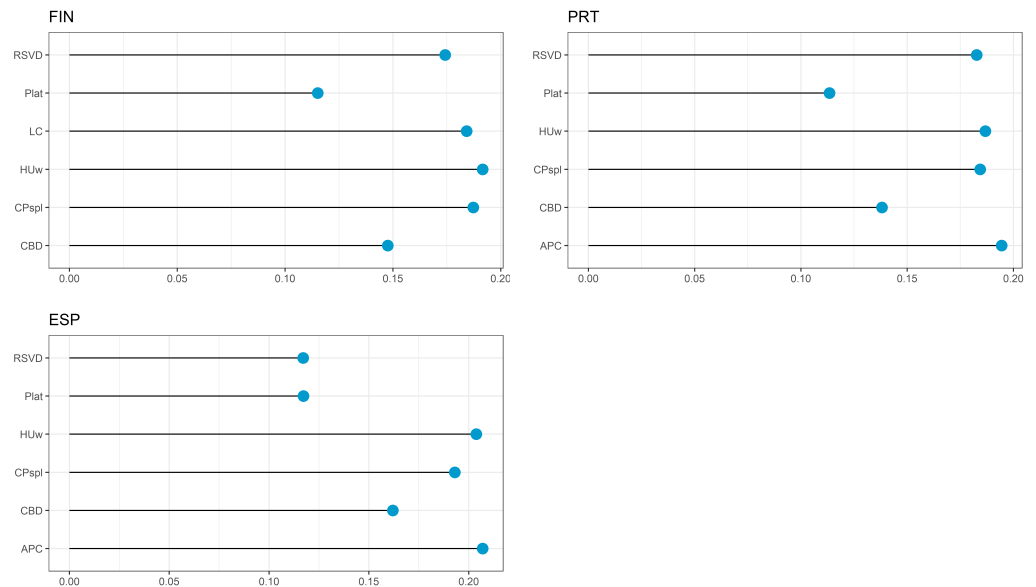 FIN
RSVD
Plat
LC
HUw
CPspl
CBD
0.00 0.05 0.10 0.15 0.20
PRT
RSVD
Plat
HUw
CPspl
CBD
APC
0.00 0.05 0.10 0.15 0.20
ESP
RSVD
Plat
HUw
CPspl
CBD
APC
0.00 0.05 0.10 0.15 0.20